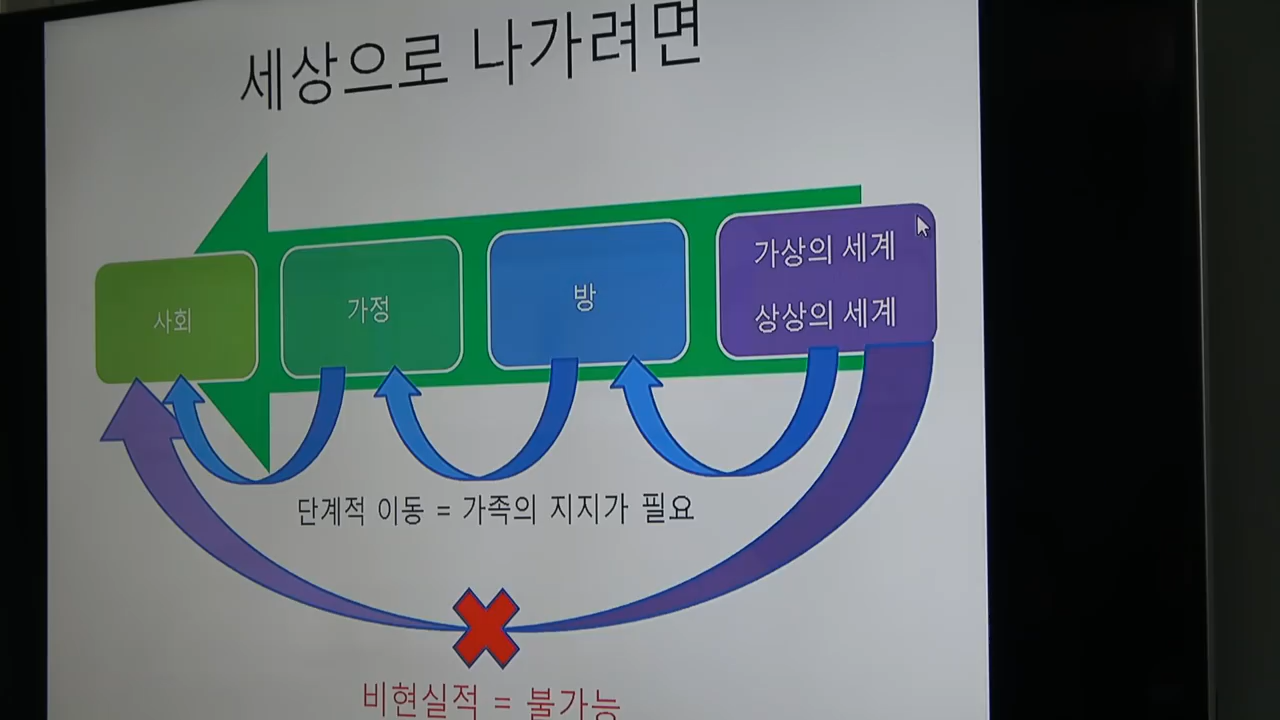 세상으로 나가려면
사회
가정
방
가상의 세계
상상의 세계
단계적 이동 = 가족의 지지가 필요
비현실적 = 불가능